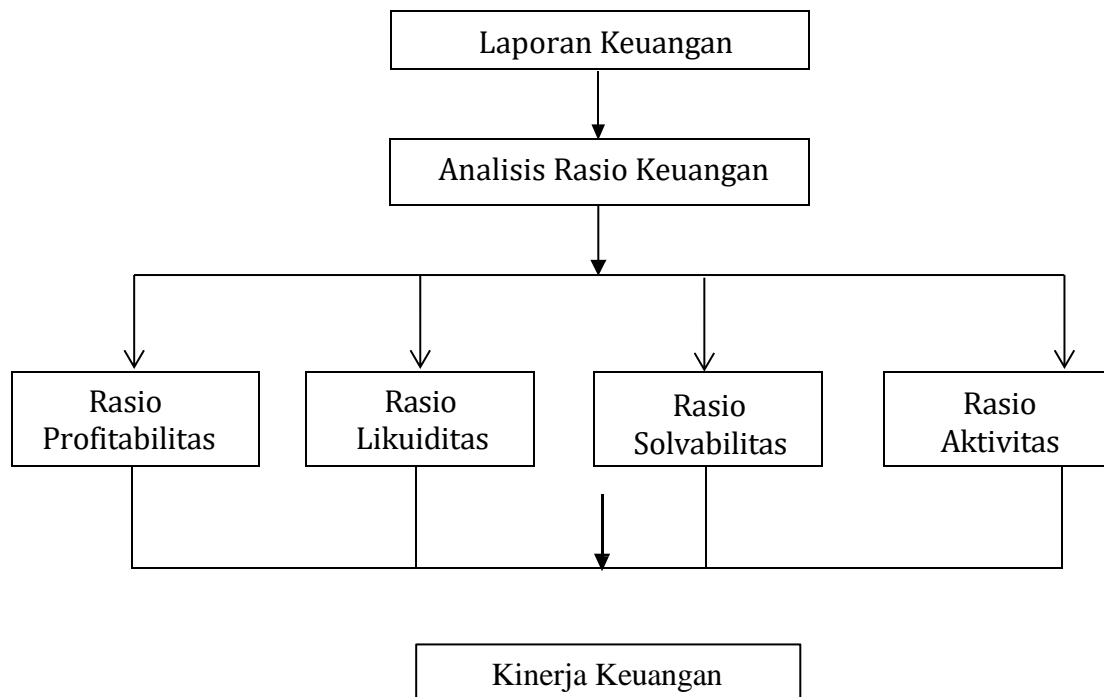 Laporan Keuangan
Analisis Rasio Keuangan
Rasio
Profitabilitas
Rasio
Likuiditas
Rasio
Solvabilitas
Rasio
Aktivitas
Kinerja Keuangan